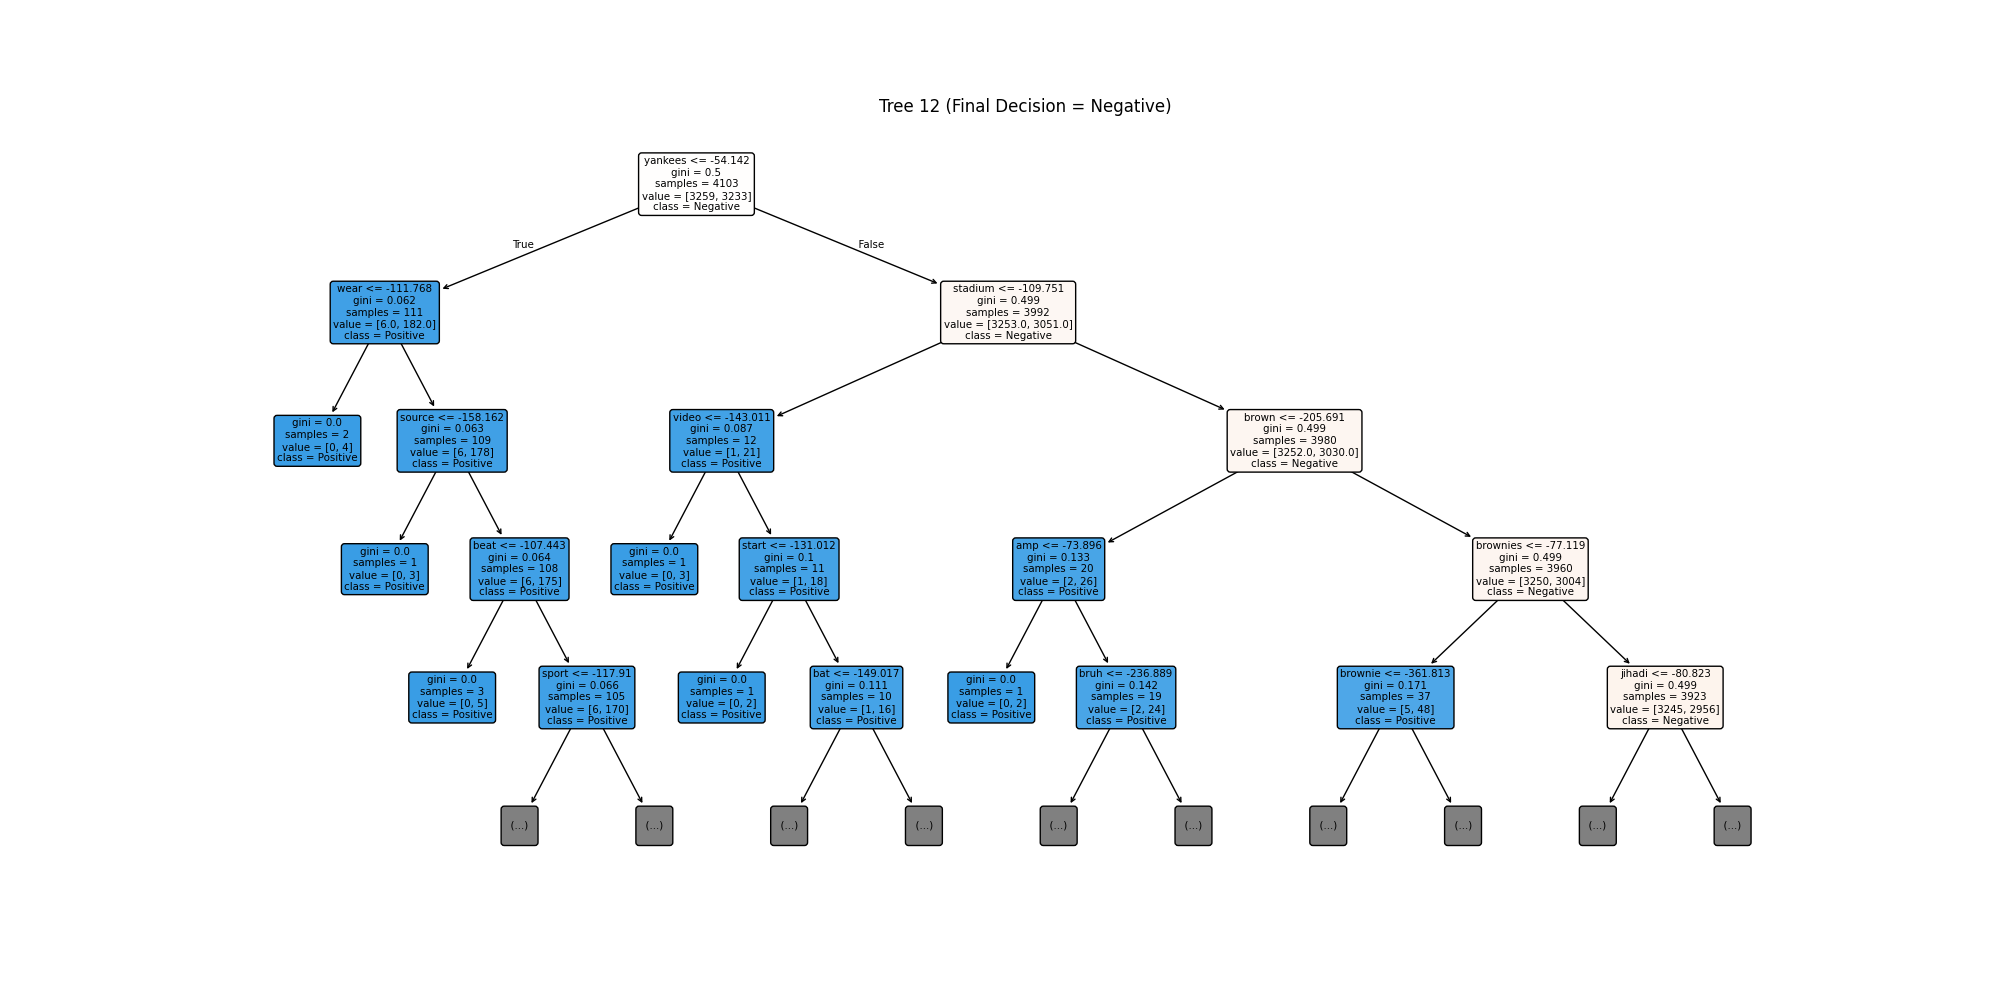 Tree 12 (Final Decision = Negative)
yankees <= -54.142
gini = 0.5
samples = 4103
value = [3259, 3233]
class = Negative
True
False
wear <= -111.768
gini = 0.062
samples = 111
value = [6.0, 182.0]
class = Positive
stadium <= -109.751
gini = 0.499
samples = 3992
value = [3253.0, 3051.0]
class = Negative
gini = 0.0
samples = 2
value = [0, 4]
class = Positive
source <= -158.162
gini = 0.063
samples = 109
value = [6, 178]
class = Positive
video <= -143.011
gini = 0.087
samples = 12
value = [1, 21]
class = Positive
brown <= -205.691
gini = 0.499
samples = 3980
value = [3252.0, 3030.0]
class = Negative
gini = 0.0
samples = 1
value = [0, 3]
class = Positive
beat <= -107.443
gini = 0.064
samples = 108
value = [6, 175]
class = Positive
gini = 0.0
samples = 1
value = [0, 3]
class = Positive
start <= -131.012
gini = 0.1
samples = 11
value = [1, 18]
class = Positive
amp <= -73.896
gini = 0.133
samples = 20
value = [2, 26]
class = Positive
brownies <= -77.119
gini = 0.499
samples = 3960
value = [3250, 3004]
class = Negative
gini = 0.0
samples = 3
value = [0, 5]
class = Positive
sport <= -117.91
gini = 0.066
samples = 105
value = [6, 170]
class = Positive
gini = 0.0
samples = 1
value = [0, 2]
class = Positive
bat <= -149.017
gini = 0.111
samples = 10
value = [1, 16]
class = Positive
gini = 0.0
samples = 1
value = [0, 2]
class = Positive
bruh <= -236.889
gini = 0.142
samples = 19
value = [2, 24]
class = Positive
brownie <= -361.813
gini = 0.171
samples = 37
value = [5, 48]
class = Positive
jihadi <= -80.823
gini = 0.499
samples = 3923
value = [3245, 2956]
class = Negative
(...)
(...)
(...)
(...)
(...)
(...)
(...)
(...)
(...)
(...)